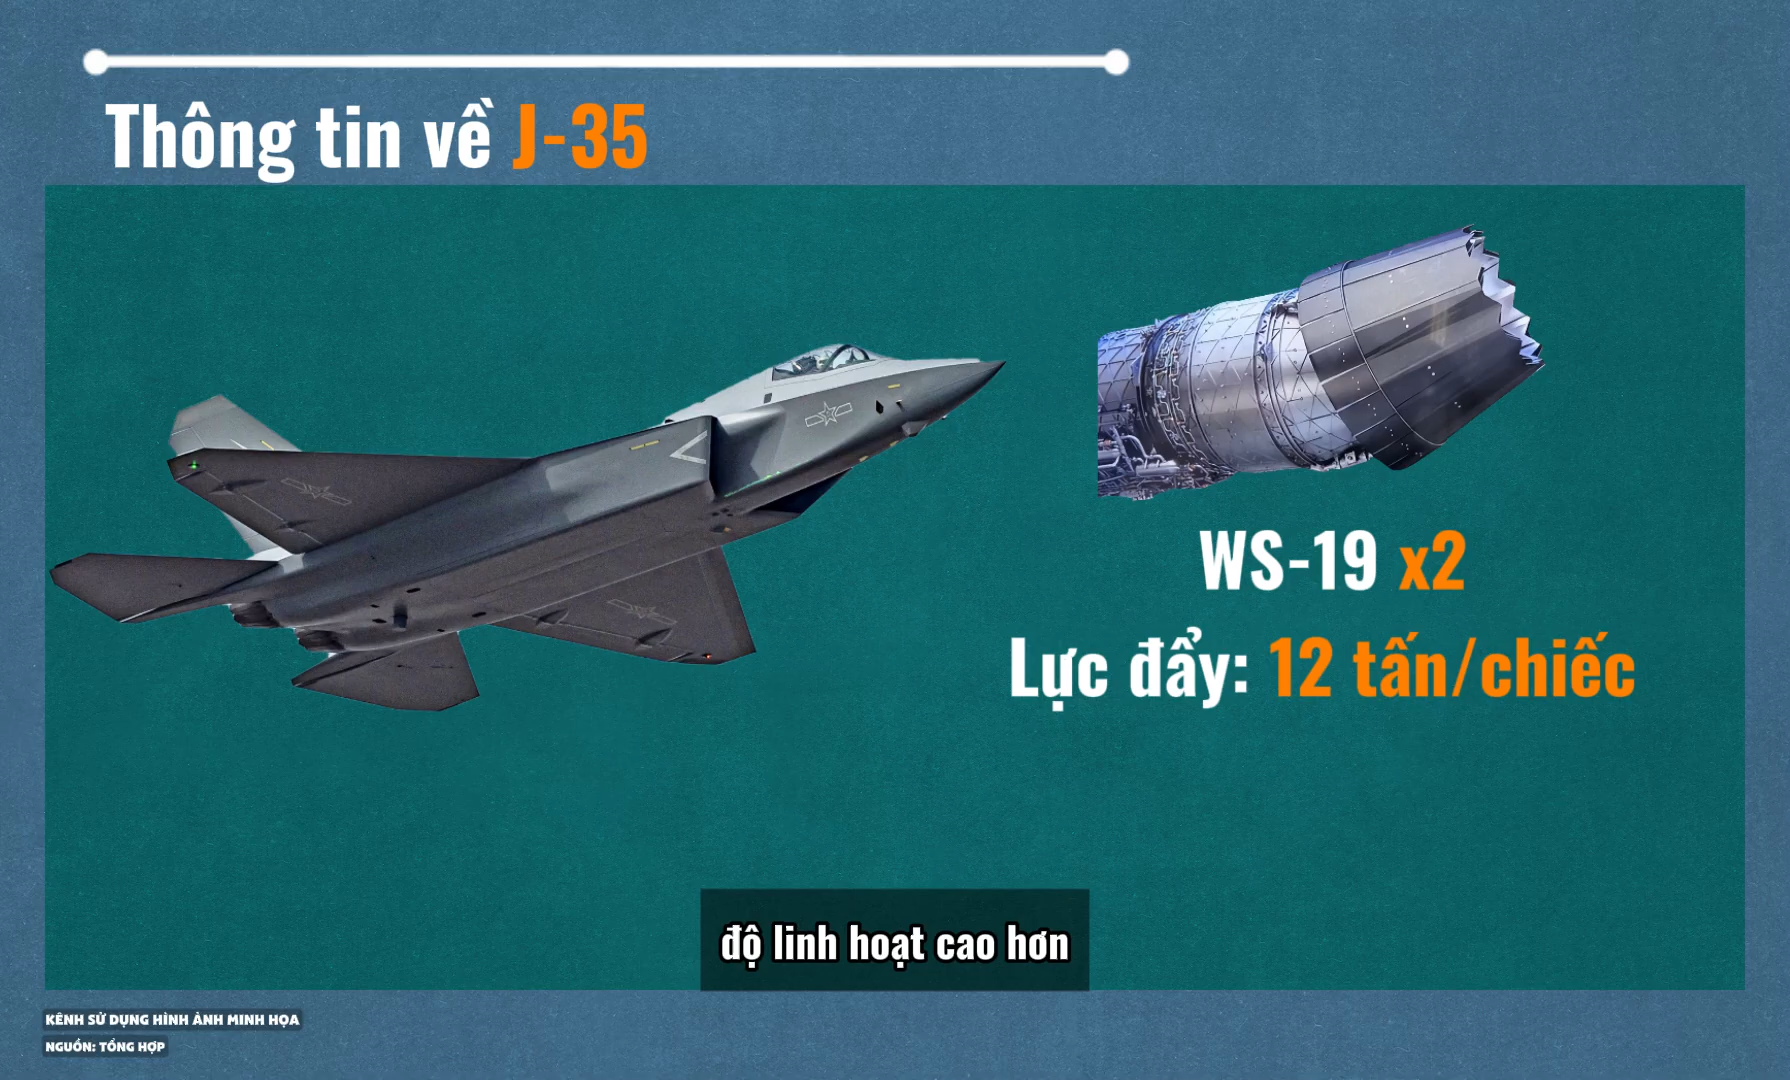 Thông tin về J-35
WS-19 x2
Lực đẩy: 12 tấn/chiếc
độ linh hoạt cao hơn
KÊNH SỬ DỤNG HÌNH ẢNH MINH HỌA
NGUỒN: TỔNG HỢP